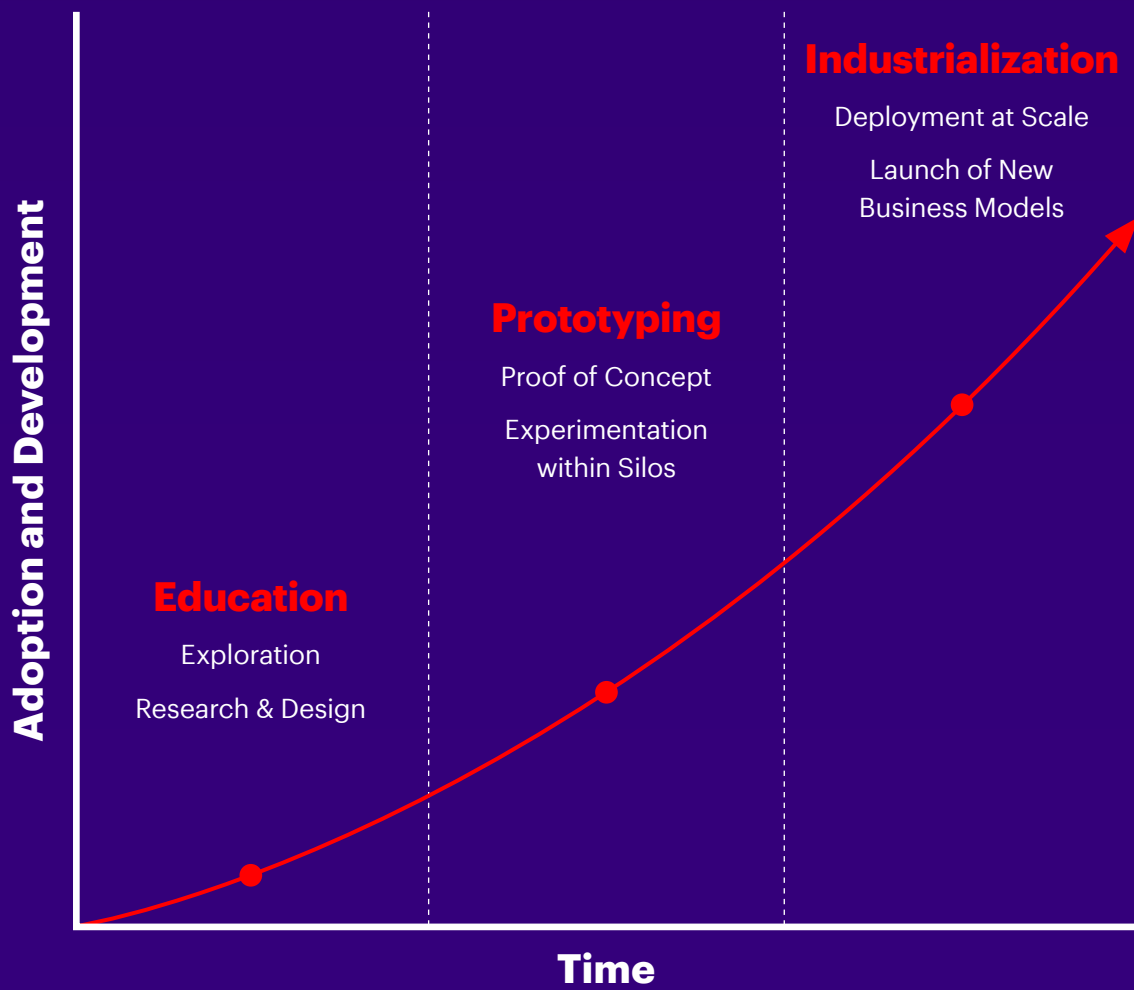 Industrialization
Deployment at Scale
Launch of New
Business Models
Prototyping
Proof of Concept
Experimentation
within Silos
Education
Exploration
Research & Design
Adoption and Development
Time